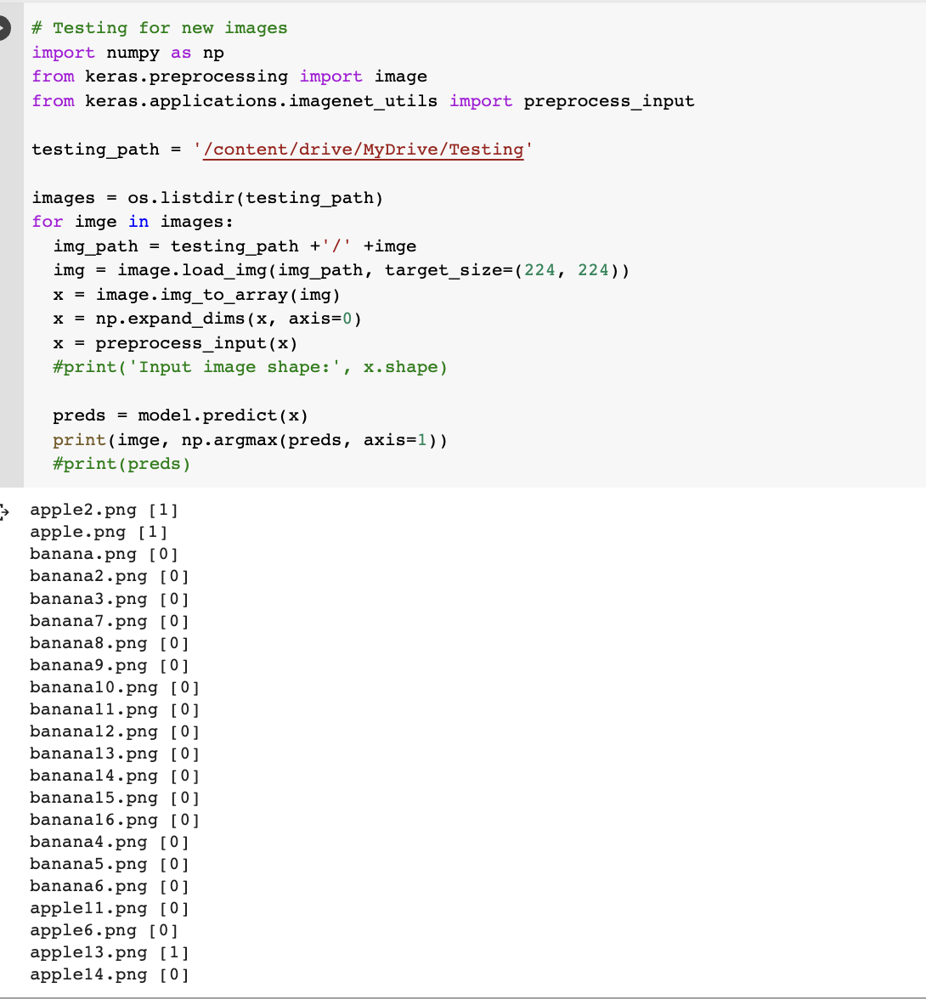 # Testing for new images
import numpy as np
from keras.preprocessing import image
from keras.applications.imagenet_utils import preprocess_input
testing_path = '/content/drive/MyDrive/Testing'
images = os.listdir(testing_path)
for imge in images:
  img_path = testing_path +'/' +imge
  img = image.load_img(img_path, target_size=(224, 224))
  x = image.img_to_array(img)
  x = np.expand_dims(x, axis=0)
  x = preprocess_input(x)
  #print('Input image shape:', x.shape)
  preds = model.predict(x)
  print(imge, np.argmax(preds, axis=1))
  #print(preds)
apple2.png [1]
apple.png [1]
banana.png [0]
banana2.png [0]
banana3.png [0]
banana7.png [0]
banana8.png [0]
banana9.png [0]
banana10.png [0]
banana11.png [0]
banana12.png [0]
banana13.png [0]
banana14.png [0]
banana15.png [0]
banana16.png [0]
banana4.png [0]
banana5.png [0]
banana6.png [0]
apple11.png [0]
apple6.png [0]
apple13.png [1]
apple14.png [0]